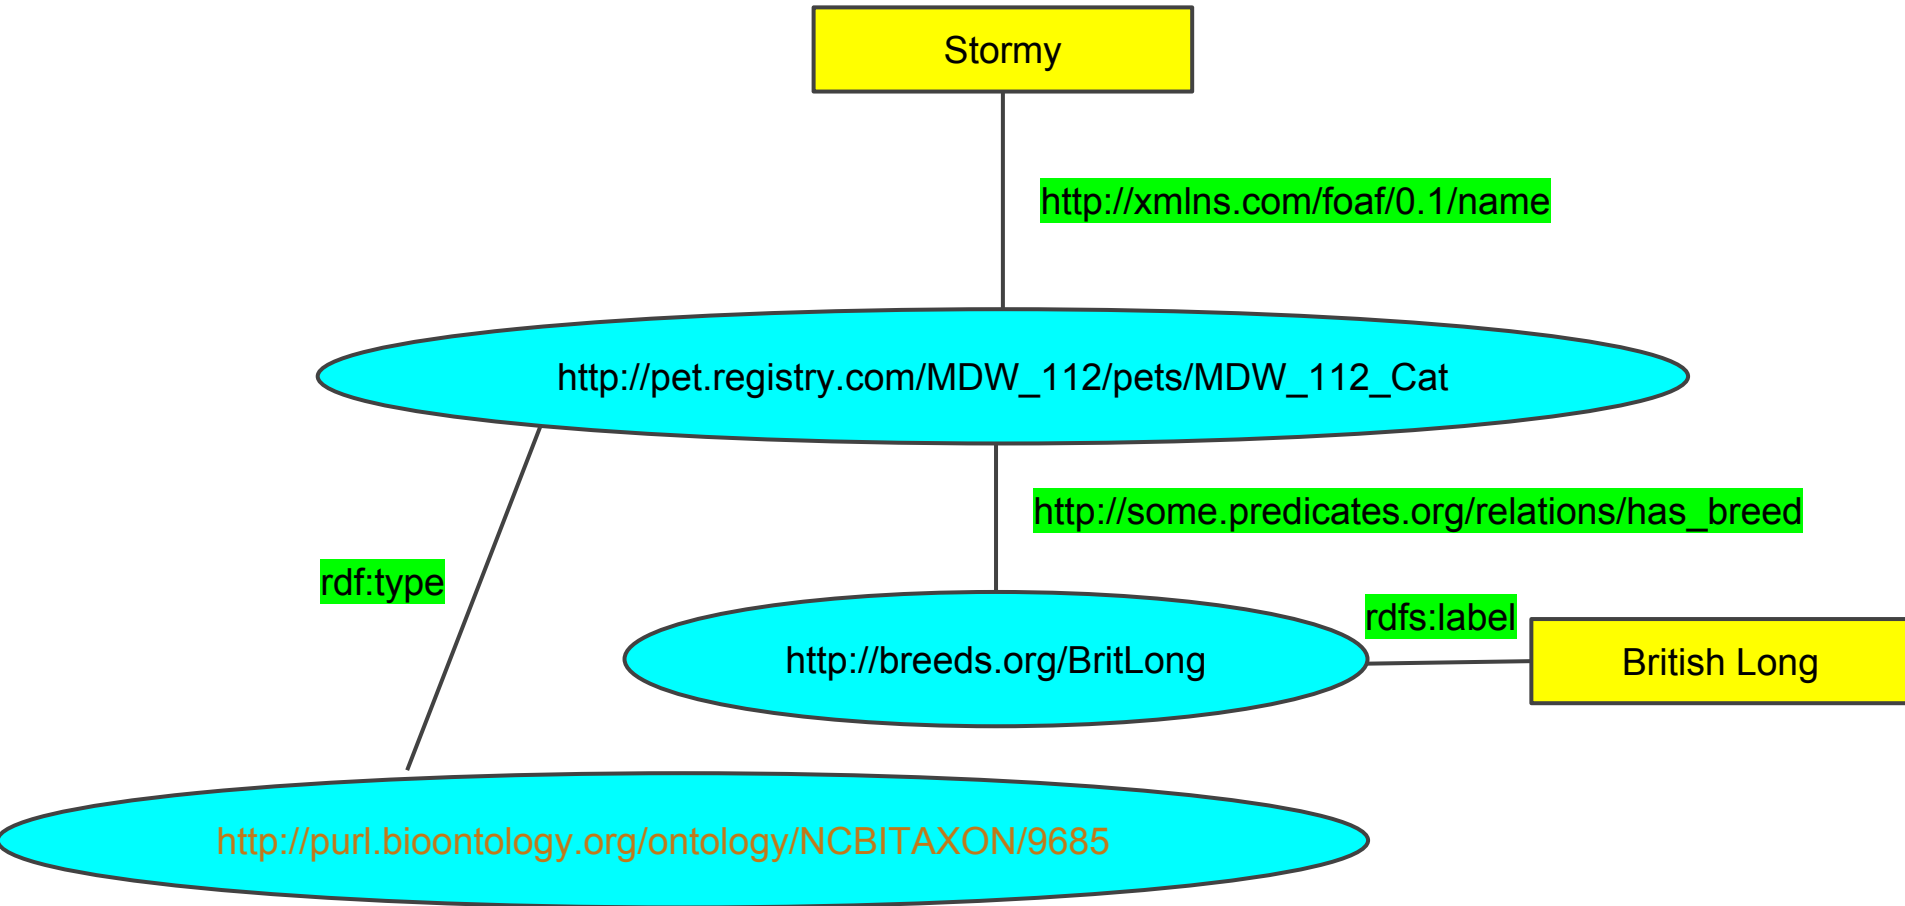 Stormy
http://xmlns.com/foaf/0.1/name
http://pet.registry.com/MDW_112/pets/MDW_112_Cat
http://some.predicates.org/relations/has_breed
rdf:type
rdfs:label
http://breeds.org/BritLong
British Long
http://purl.bioontology.org/ontology/NCBITAXON/9685